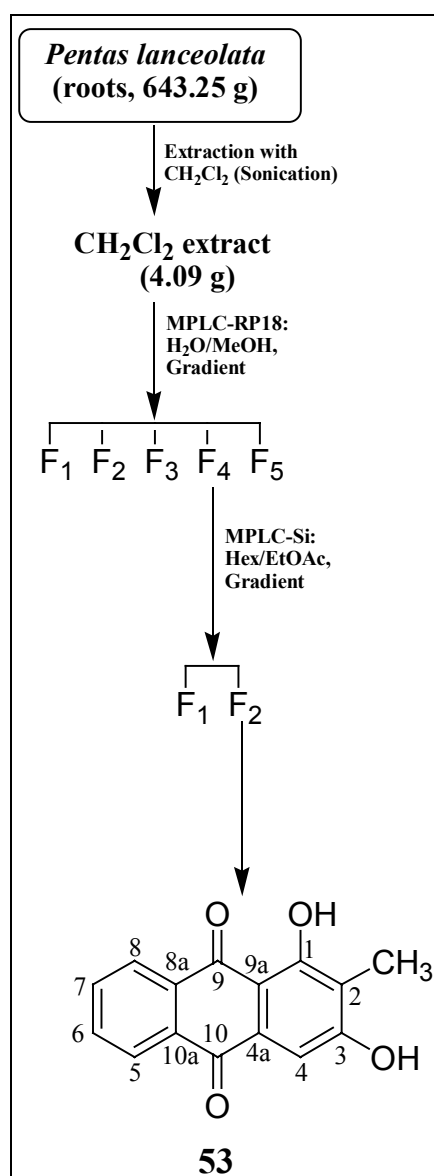 Pentas lanceolata
(roots, 643.25 g)
Extraction with
CH2Cl2 (Sonication)
CH2Cl2 extract
(4.09 g)
MPLC-RP18:
H2O/MeOH,
Gradient
F1 F2 F3 F4 F5
MPLC-Si:
Hex/EtOAc,
Gradient
F1 F2
O OH
8 8a 9 9a 1 CH3
7 2
6 10a 10 4a 3 OH
5 4
O
53